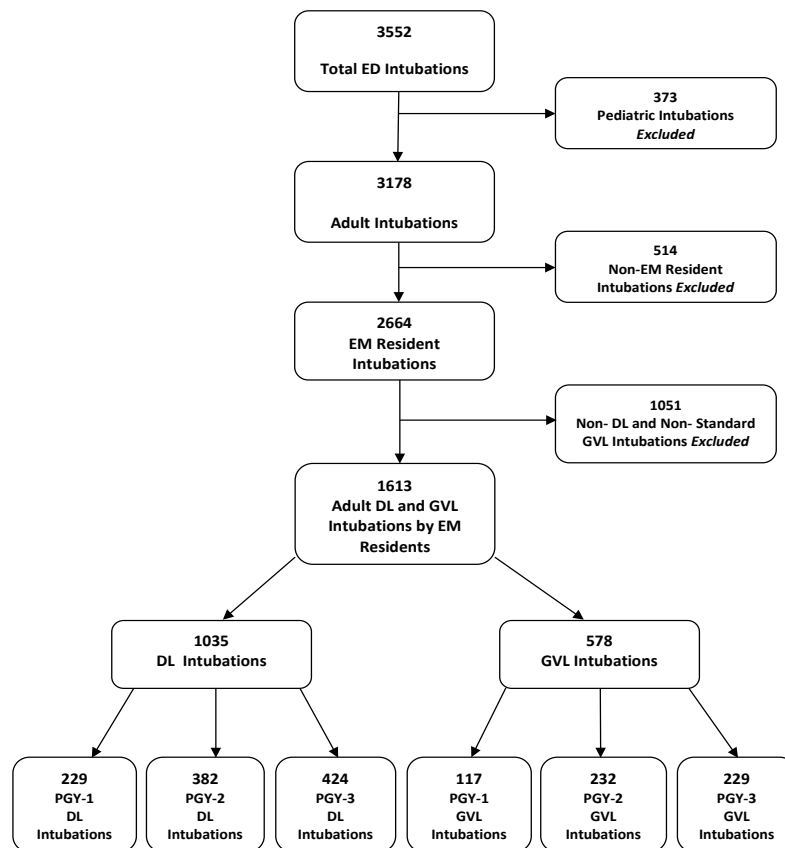 3552
Total ED Intubations
373
Pediatric Intubations
Excluded
3178
Adult Intubations
514
Non-EM Resident
Intubations Excluded
2664
EM Resident
Intubations
1051
Non- DL and Non- Standard
GVL Intubations Excluded
1613
Adult DL and GVL
Intubations by EM
Residents
1035
DL Intubations
578
GVL Intubations
229
PGY-1
DL
Intubations
382
PGY-2
DL
Intubations
424
PGY-3
DL
Intubations
117
PGY-1
GVL
Intubations
232
PGY-2
GVL
Intubations
229
PGY-3
GVL
Intubations